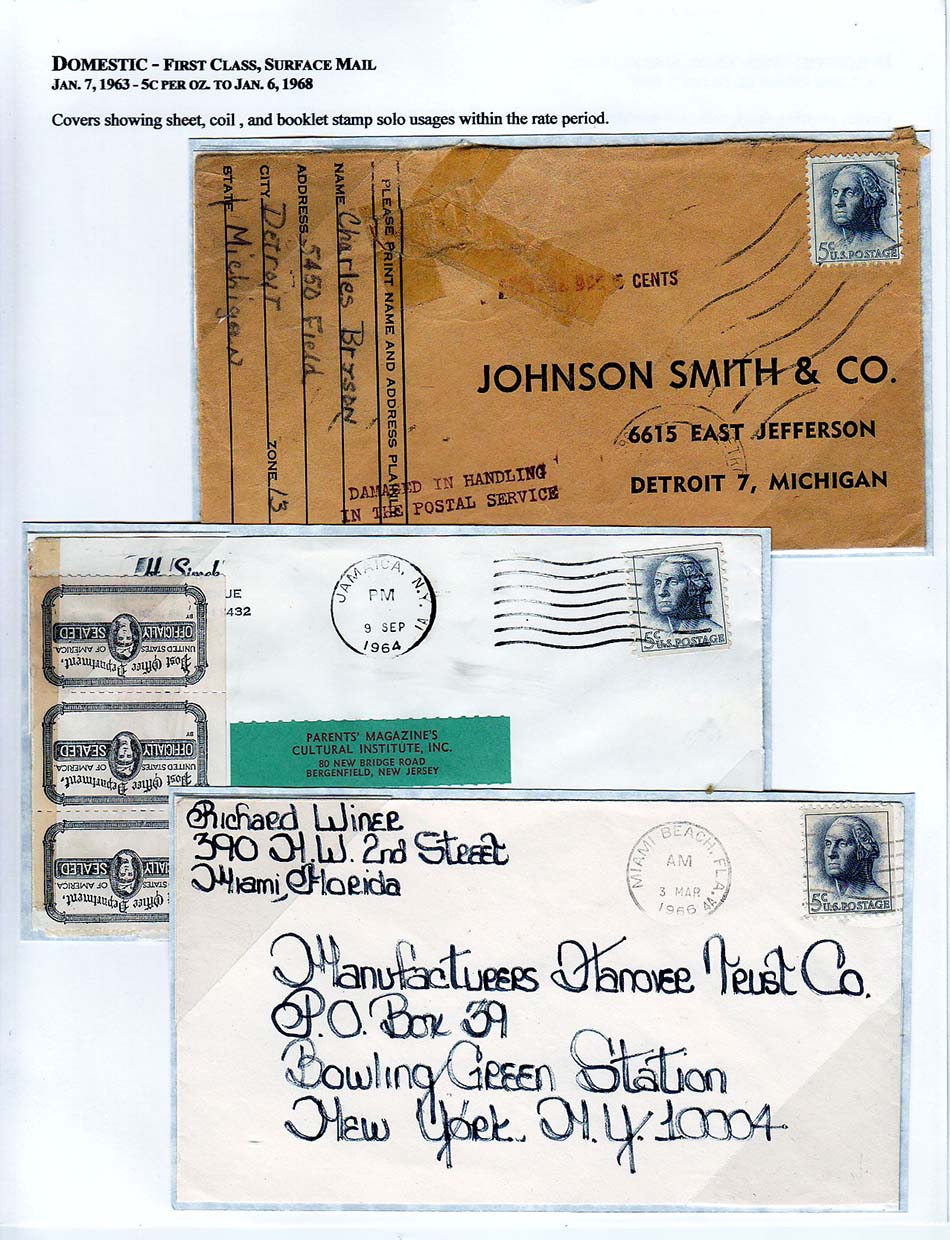 DOMESTIC - FIRST CLASS, SURFACE MAIL
JAN. 7, 1963 - 5C PER OZ. TO JAN. 6, 1968
Covers showing sheet, coil , and booklet stamp solo usages within the rate period.
PLEASE PRINT NAME AND ADDRESS PLAINLY
NAME Charles
ADDRESS 5450 Field
CITY Detroit ZONE 13
STATE Michigan
5c U.S. POSTAGE
CENTS
JOHNSON SMITH & CO.
6615 EAST JEFFERSON
DETROIT 7, MICHIGAN
DAMAGED IN HANDLING
IN THE POSTAL SERVICE
UE
432
JAMAICA, N.Y.
PM
9 SEP
1964
1A
5c U.S. POSTAGE
Post Office Department,
UNITED STATES OF AMERICA
OFFICIALLY SEALED
BY
Post Office Department,
UNITED STATES OF AMERICA
OFFICIALLY SEALED
BY
Post Office Department,
UNITED STATES OF AMERICA
IALLY SEALED
PARENTS' MAGAZINE'S
CULTURAL INSTITUTE, INC.
80 NEW BRIDGE ROAD
BERGENFIELD, NEW JERSEY
Richard Winer
390 N.W. 2nd Street
Miami, Florida
MIAMI BEACH, FLA.
AM
3 MAR
1966
5c U.S. POSTAGE
Manufacturers Hanover Trust Co.
P.O. Box 39
Bowling Green Station
New York, N.Y. 10004